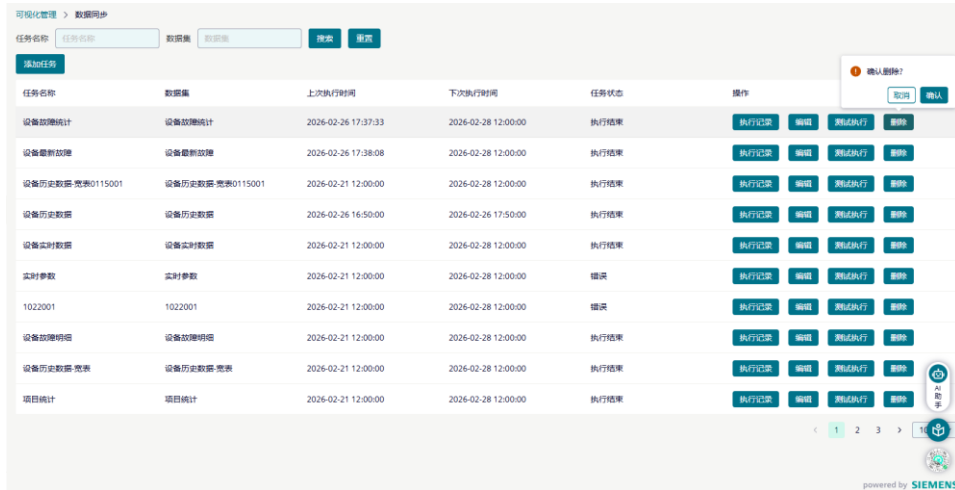 可视化管理 > 数据同步
任务名称 任务名称 数据集 数据集 搜索 重置
添加任务
确认删除?
取消 确认
任务名称 数据集 上次执行时间 下次执行时间 任务状态 操作
设备故障统计 设备故障统计 2026-02-26 17:37:33 2026-02-28 12:00:00 执行结束 执行记录 编辑 测试执行 删除
设备最新故障 设备最新故障 2026-02-26 17:38:08 2026-02-28 12:00:00 执行结束 执行记录 编辑 测试执行 删除
设备历史数据-宽表0115001 设备历史数据-宽表0115001 2026-02-21 12:00:00 2026-02-28 12:00:00 执行结束 执行记录 编辑 测试执行 删除
设备历史数据 设备历史数据 2026-02-26 16:50:00 2026-02-26 17:50:00 执行结束 执行记录 编辑 测试执行 删除
设备实时数据 设备实时数据 2026-02-21 12:00:00 2026-02-28 12:00:00 执行结束 执行记录 编辑 测试执行 删除
实时参数 实时参数 2026-02-21 12:00:00 2026-02-28 12:00:00 错误 执行记录 编辑 测试执行 删除
1022001 1022001 2026-02-21 12:00:00 2026-02-28 12:00:00 错误 执行记录 编辑 测试执行 删除
设备故障明细 设备故障明细 2026-02-21 12:00:00 2026-02-28 12:00:00 执行结束 执行记录 编辑 测试执行 删除
设备历史数据-宽表 设备历史数据-宽表 2026-02-21 12:00:00 2026-02-28 12:00:00 执行结束 执行记录 编辑 测试执行 删除
项目统计 项目统计 2026-02-21 12:00:00 2026-02-28 12:00:00 执行结束 执行记录 编辑 测试执行 删除
AI
助
手
< 1 2 3 >
powered by SIEMENS